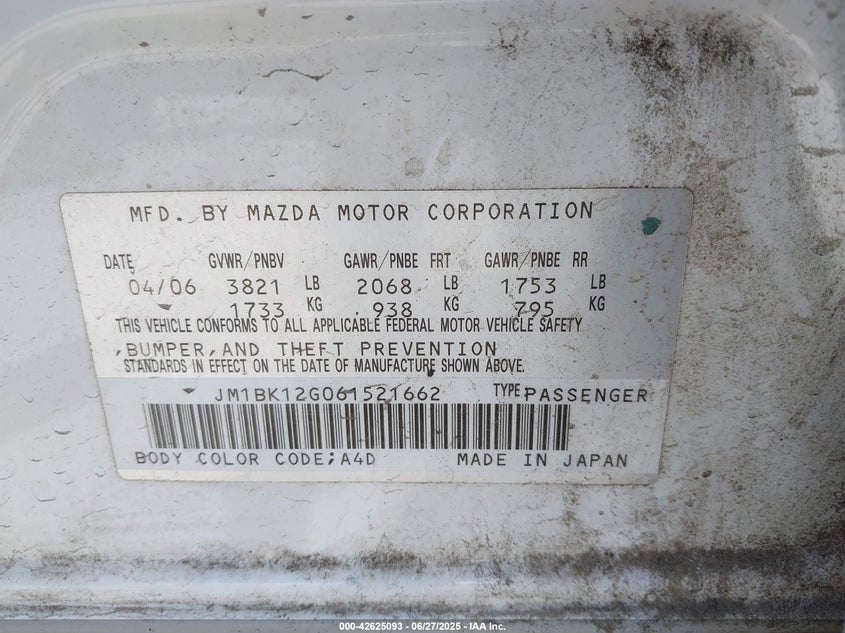 MFD. BY MAZDA MOTOR CORPORATION
DATE GVWR/PNBV GAWR/PNBE FRT GAWR/PNBE RR
04/06 3821 LB 2068 LB 1753 LB
1733 KG 938 KG 795 KG
THIS VEHICLE CONFORMS TO ALL APPLICABLE FEDERAL MOTOR VEHICLE SAFETY
,BUMPER,AND THEFT PREVENTION
STANDARDS IN EFFECT ON THE DATE OF MANUFACTURE SHOWN ABOVE.
JM1BK12G061521662 TYPE:PASSENGER
BODY COLOR CODE;A4D MADE IN JAPAN
000-42625093 - 06/27/2025 - IAA Inc.